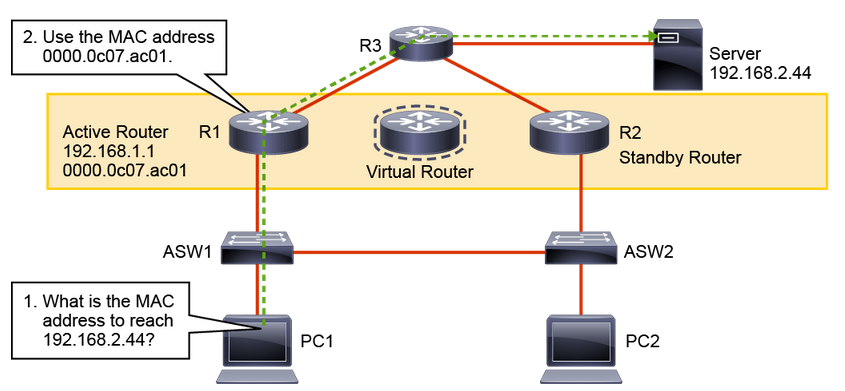 2. Use the MAC address
0000.0c07.ac01.
R3
Server
192.168.2.44
Active Router
192.168.1.1
0000.0c07.ac01
R1
Virtual Router
R2
Standby Router
ASW1
ASW2
1. What is the MAC
address to reach
192.168.2.44?
PC1
PC2